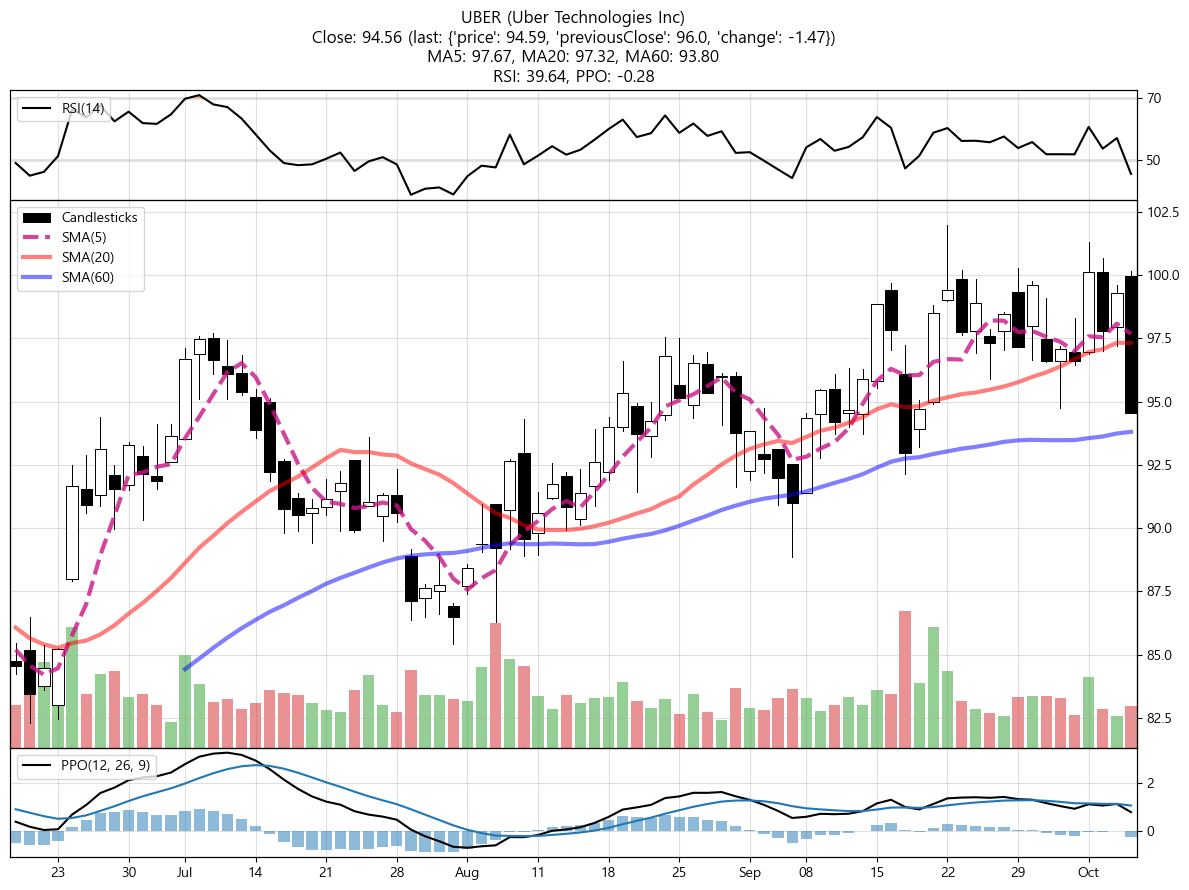 UBER (Uber Technologies Inc)
Close: 94.56 (last: {'price': 94.59, 'previousClose': 96.0, 'change': -1.47})
MA5: 97.67, MA20: 97.32, MA60: 93.80
RSI: 39.64, PPO: -0.28
RSI(14)
70
50
Candlesticks
SMA(5)
SMA(20)
SMA(60)
102.5
100.0
97.5
95.0
92.5
90.0
87.5
85.0
82.5
PPO(12, 26, 9)
2
0
23 30 Jul 14 21 28 Aug 11 18 25 Sep 08 15 22 29 Oct